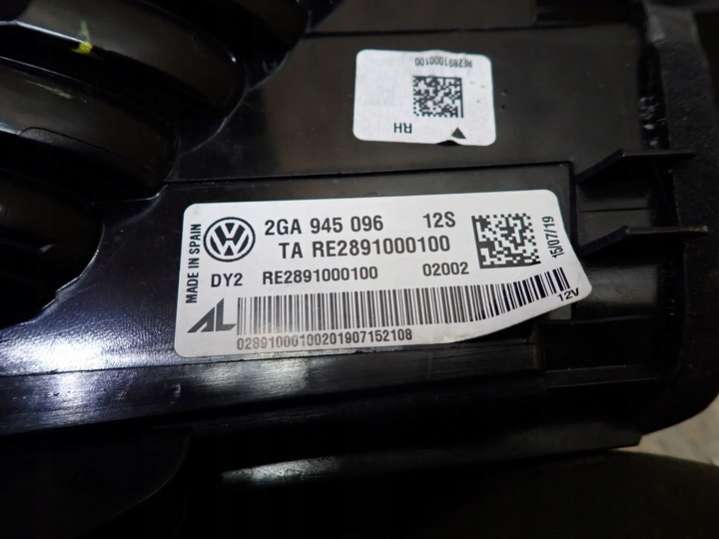 RE2891000100
RH
MADE IN SPAIN
2GA 945 096 12S
TA RE2891000100
DY2 RE2891000100 02002
15/07/19
12V
AL
02891000100201907152108